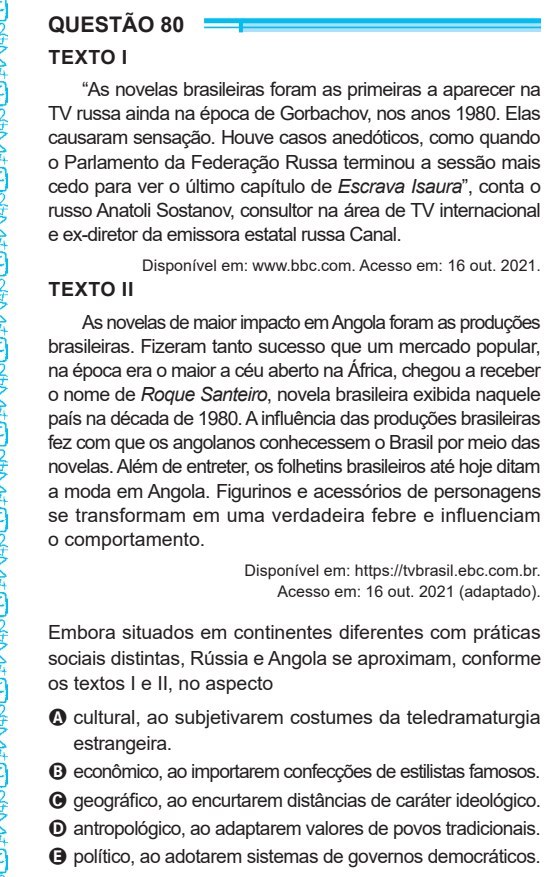 QUESTÃO 80
TEXTO I
“As novelas brasileiras foram as primeiras a aparecer na
TV russa ainda na época de Gorbachov, nos anos 1980. Elas
causaram sensação. Houve casos anedóticos, como quando
o Parlamento da Federação Russa terminou a sessão mais
cedo para ver o último capítulo de Escrava Isaura”, conta o
russo Anatoli Sostanov, consultor na área de TV internacional
e ex-diretor da emissora estatal russa Canal.
Disponível em: www.bbc.com. Acesso em: 16 out. 2021.
TEXTO II
As novelas de maior impacto em Angola foram as produções
brasileiras. Fizeram tanto sucesso que um mercado popular,
na época era o maior a céu aberto na África, chegou a receber
o nome de Roque Santeiro, novela brasileira exibida naquele
país na década de 1980. A influência das produções brasileiras
fez com que os angolanos conhecessem o Brasil por meio das
novelas. Além de entreter, os folhetins brasileiros até hoje ditam
a moda em Angola. Figurinos e acessórios de personagens
se transformam em uma verdadeira febre e influenciam
o comportamento.
Disponível em: https://tvbrasil.ebc.com.br.
Acesso em: 16 out. 2021 (adaptado).
Embora situados em continentes diferentes com práticas
sociais distintas, Rússia e Angola se aproximam, conforme
os textos I e II, no aspecto
A cultural, ao subjetivarem costumes da teledramaturgia
estrangeira.
B econômico, ao importarem confecções de estilistas famosos.
C geográfico, ao encurtarem distâncias de caráter ideológico.
D antropológico, ao adaptarem valores de povos tradicionais.
E político, ao adotarem sistemas de governos democráticos.